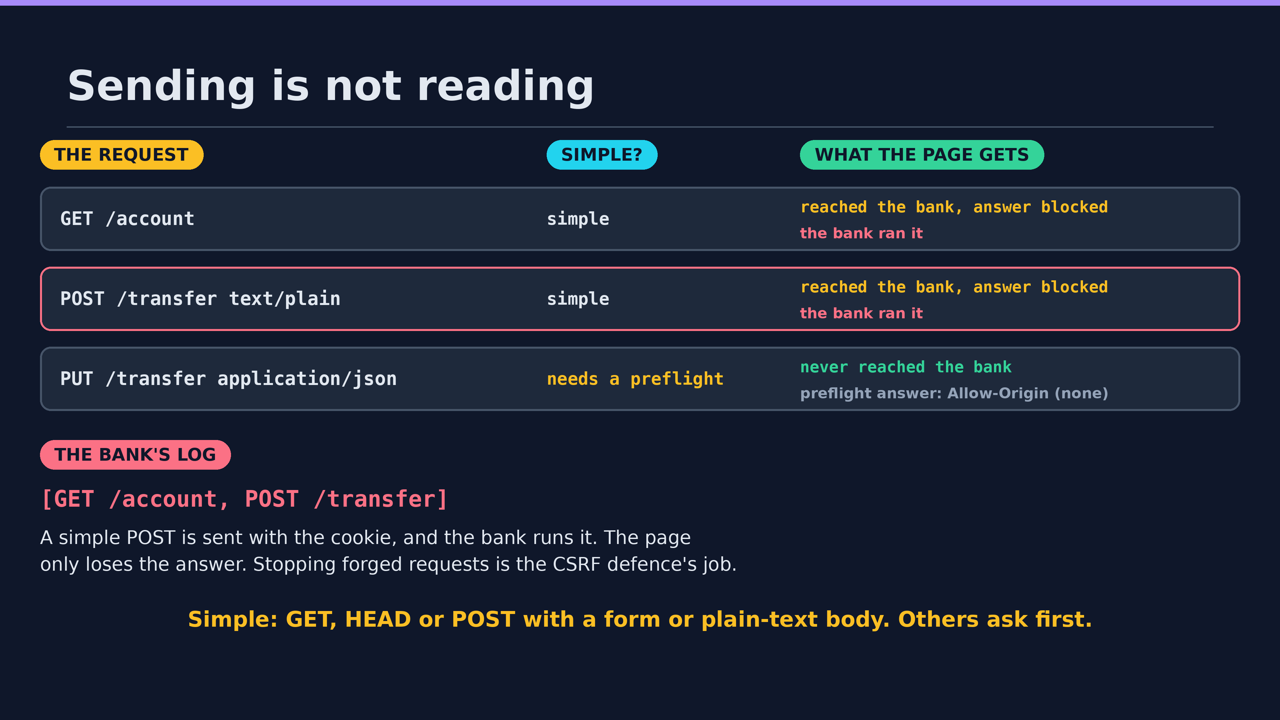 Sending is not reading
THE REQUEST
SIMPLE?
WHAT THE PAGE GETS
GET /account
simple
reached the bank, answer blocked
the bank ran it
POST /transfer text/plain
simple
reached the bank, answer blocked
the bank ran it
PUT /transfer application/json
needs a preflight
never reached the bank
preflight answer: Allow-Origin (none)
THE BANK'S LOG
[GET /account, POST /transfer]
A simple POST is sent with the cookie, and the bank runs it. The page
only loses the answer. Stopping forged requests is the CSRF defence's job.
Simple: GET, HEAD or POST with a form or plain-text body. Others ask first.